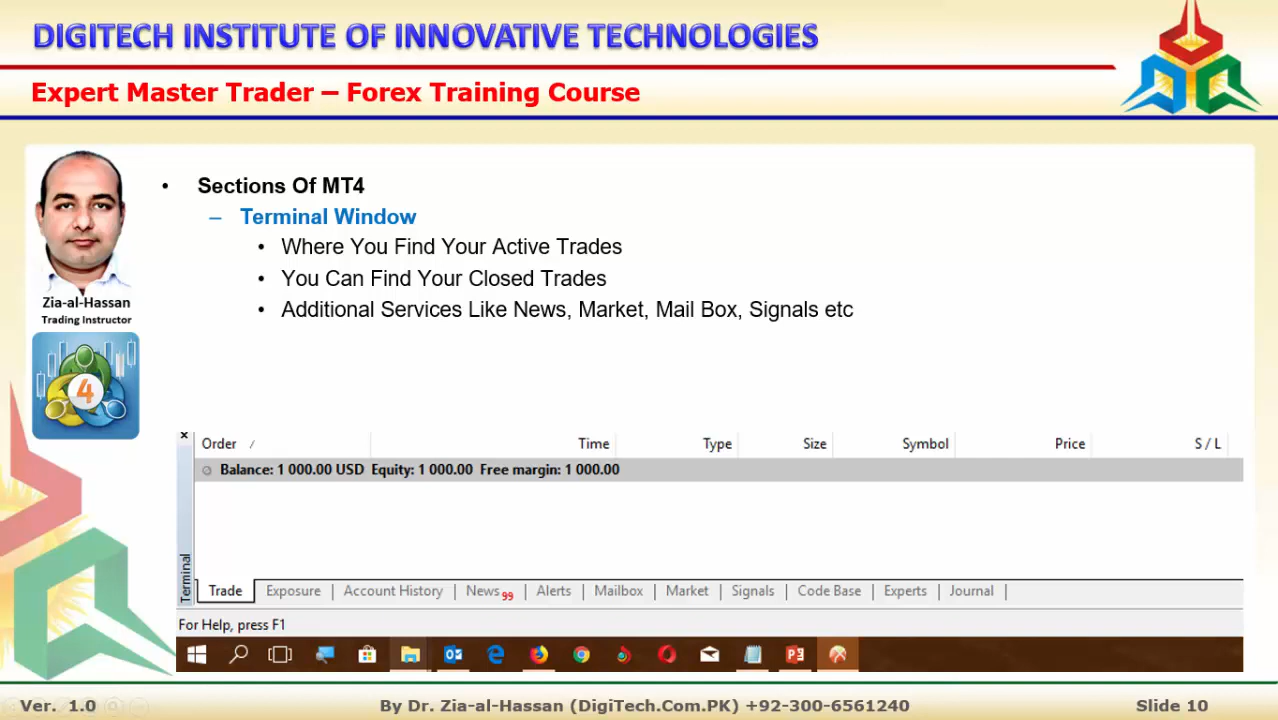 DIGITECH INSTITUTE OF INNOVATIVE TECHNOLOGIES
Expert Master Trader – Forex Training Course
• Sections Of MT4
– Terminal Window
• Where You Find Your Active Trades
• You Can Find Your Closed Trades
• Additional Services Like News, Market, Mail Box, Signals etc
Zia-al-Hassan
Trading Instructor
4
Order / Time Type Size Symbol Price S / L
Balance: 1 000.00 USD Equity: 1 000.00 Free margin: 1 000.00
Terminal
Trade | Exposure | Account History | News 99 | Alerts | Mailbox | Market | Signals | Code Base | Experts | Journal |
For Help, press F1
Ver. 1.0 By Dr. Zia-al-Hassan (DigiTech.Com.PK) +92-300-6561240 Slide 10